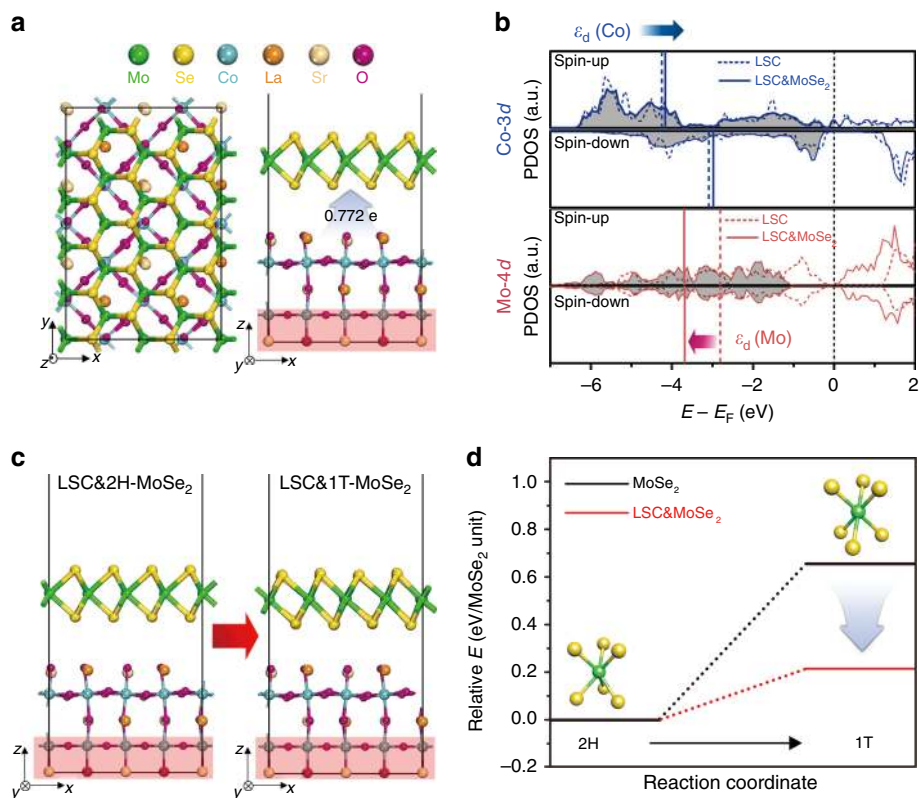 a
Mo Se Co La Sr O
0.772 e
y
z x
z
y x
b
εd (Co)
Spin-up
LSC
LSC&MoSe2
Co-3d
PDOS (a.u.)
Spin-down
Spin-up
LSC
LSC&MoSe
Mo-4d
PDOS (a.u.)
Spin-down
εd (Mo)
−6 −4 −2 0 2
E − EF (eV)
c
LSC&2H-MoSe2 LSC&1T-MoSe2
z z
y x y x
d
MoSe2
LSC&MoSe2
Relative E (eV/MoSe2 unit)
1.0
0.8
0.6
0.4
0.2
0.0
−0.2
2H 1T
Reaction coordinate